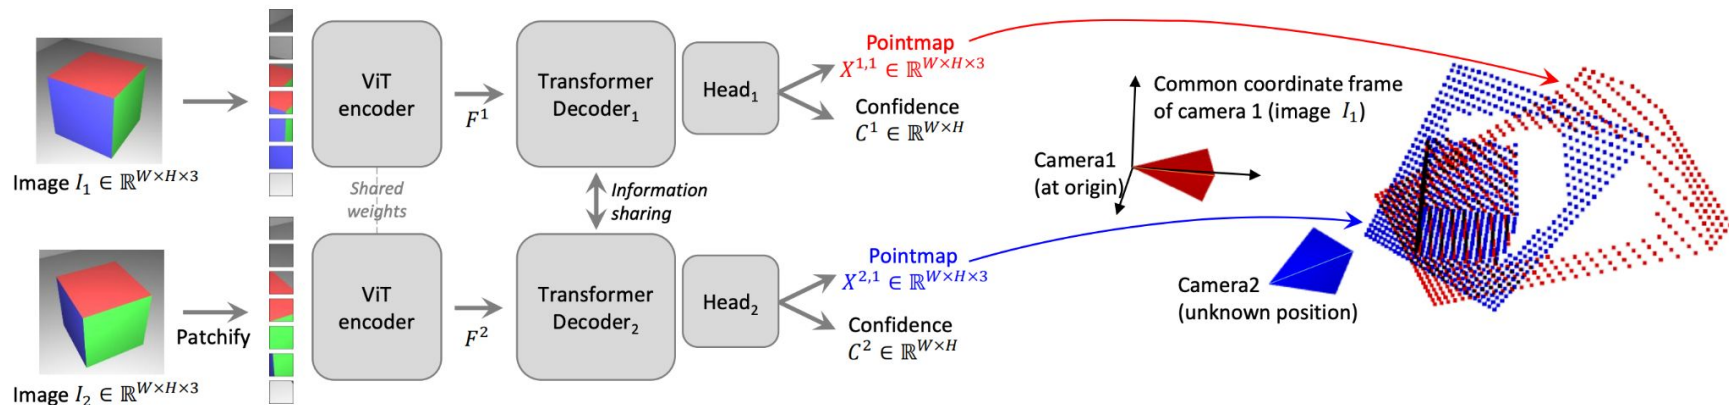 Image I₁ ∈ ℝ^{W×H×3}
Patchify
Image I₂ ∈ ℝ^{W×H×3}
ViT
encoder
Shared
weights
ViT
encoder
F¹
F²
Transformer
Decoder₁
Information
sharing
Transformer
Decoder₂
Head₁
Head₂
Pointmap
X^{1,1} ∈ ℝ^{W×H×3}
Confidence
C¹ ∈ ℝ^{W×H}
Pointmap
X^{2,1} ∈ ℝ^{W×H×3}
Confidence
C² ∈ ℝ^{W×H}
Common coordinate frame
of camera 1 (image I₁)
Camera1
(at origin)
Camera2
(unknown position)